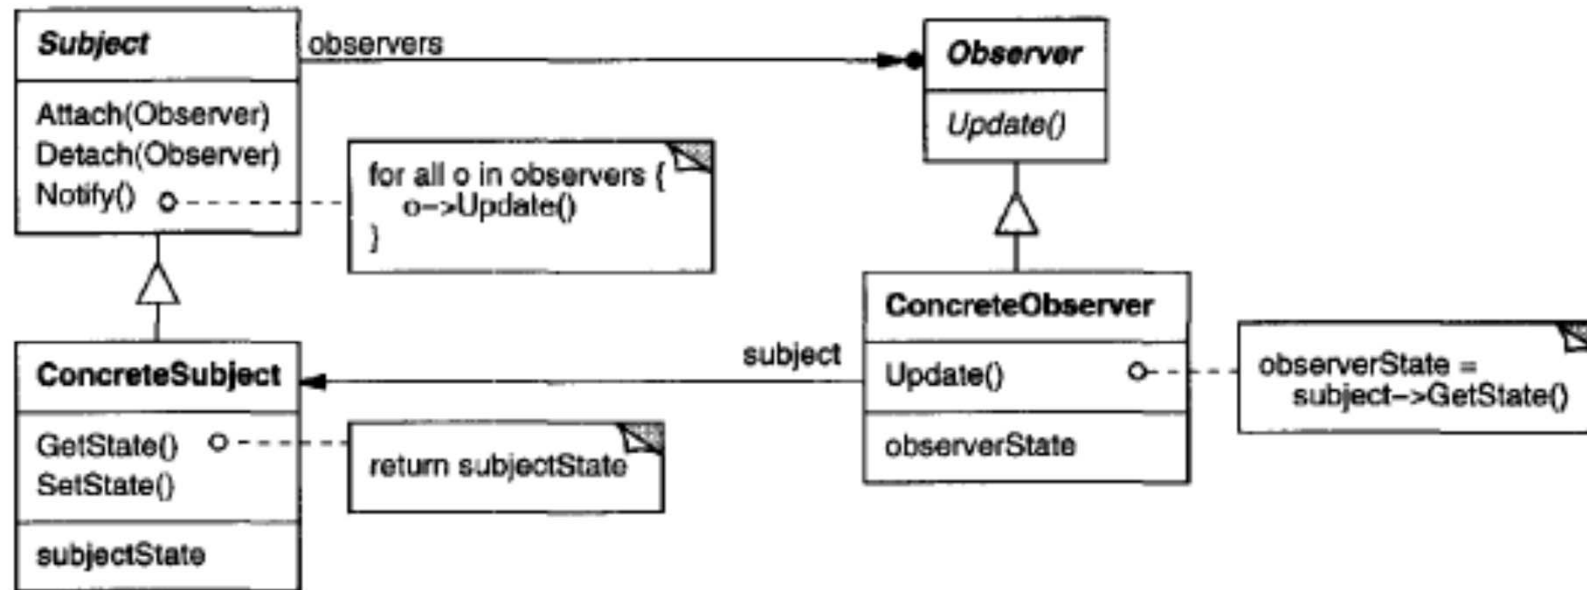 Subject
observers
Observer
Attach(Observer)
Detach(Observer)
Notify()
Update()
for all o in observers {
o->Update()
}
ConcreteSubject
subject
ConcreteObserver
Update()
observerState =
subject->GetState()
GetState()
SetState()
return subjectState
observerState
subjectState